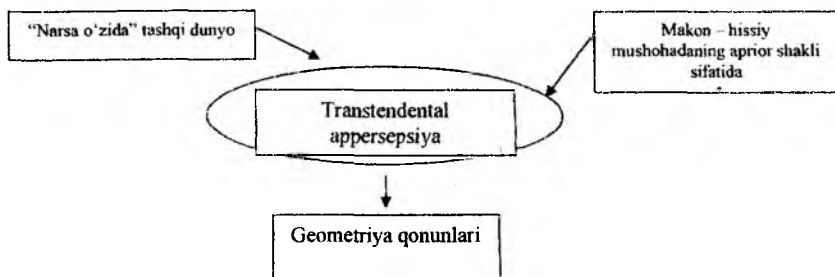 “Narsa o‘zida” tashqi dunyo
Makon – hissiy
mushohadaning aprior shakli
sifatida
Transtendental
appersepsiya
Geometriya qonunlari